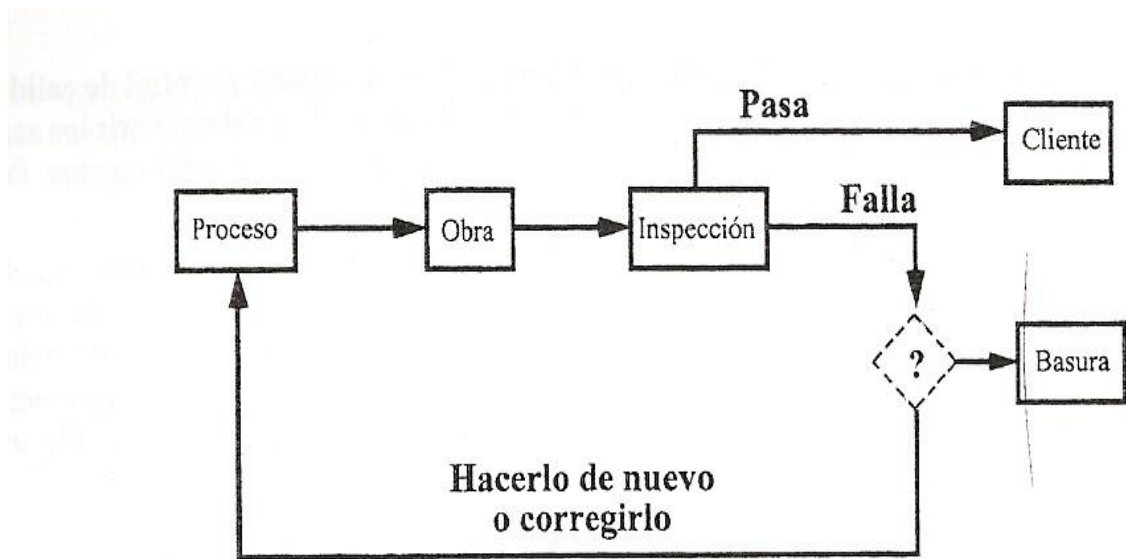 Pasa
Cliente
Falla
Proceso
Obra
Inspección
?
Basura
Hacerlo de nuevo
o corregirlo